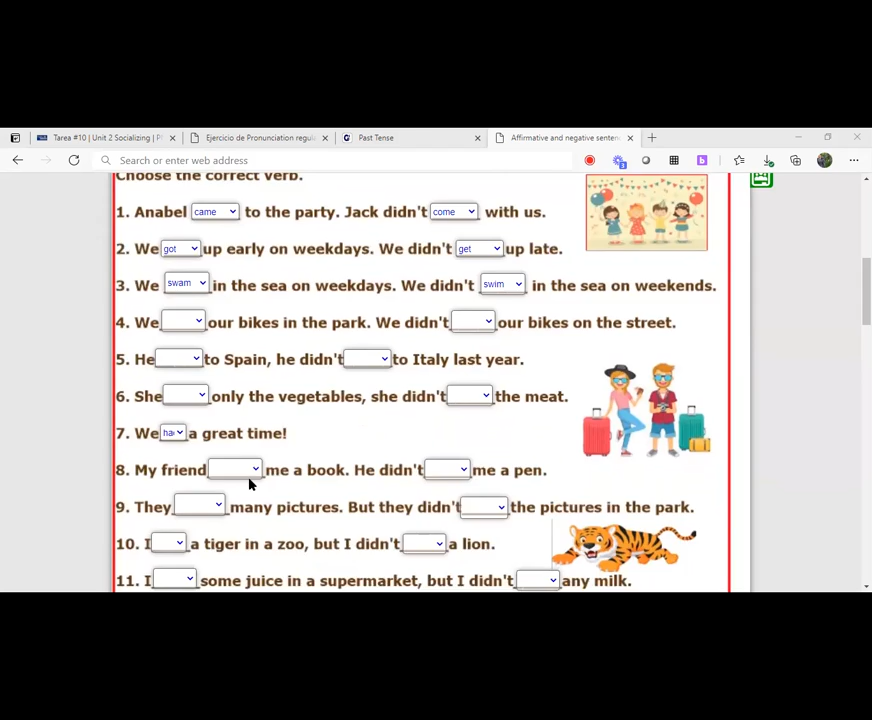 Tarea #10 | Unit 2 Socializing | P
Ejercicio de Pronunciation regula
Past Tense
Affirmative and negative senten
Search or enter web address
Choose the correct verb.
1. Anabel came to the party. Jack didn't come with us.
2. We got up early on weekdays. We didn't get up late.
3. We swam in the sea on weekdays. We didn't swim in the sea on weekends.
4. We our bikes in the park. We didn't our bikes on the street.
5. He to Spain, he didn't to Italy last year.
6. She only the vegetables, she didn't the meat.
7. We had a great time!
8. My friend me a book. He didn't me a pen.
9. They many pictures. But they didn't the pictures in the park.
10. I a tiger in a zoo, but I didn't a lion.
11. I some juice in a supermarket, but I didn't any milk.